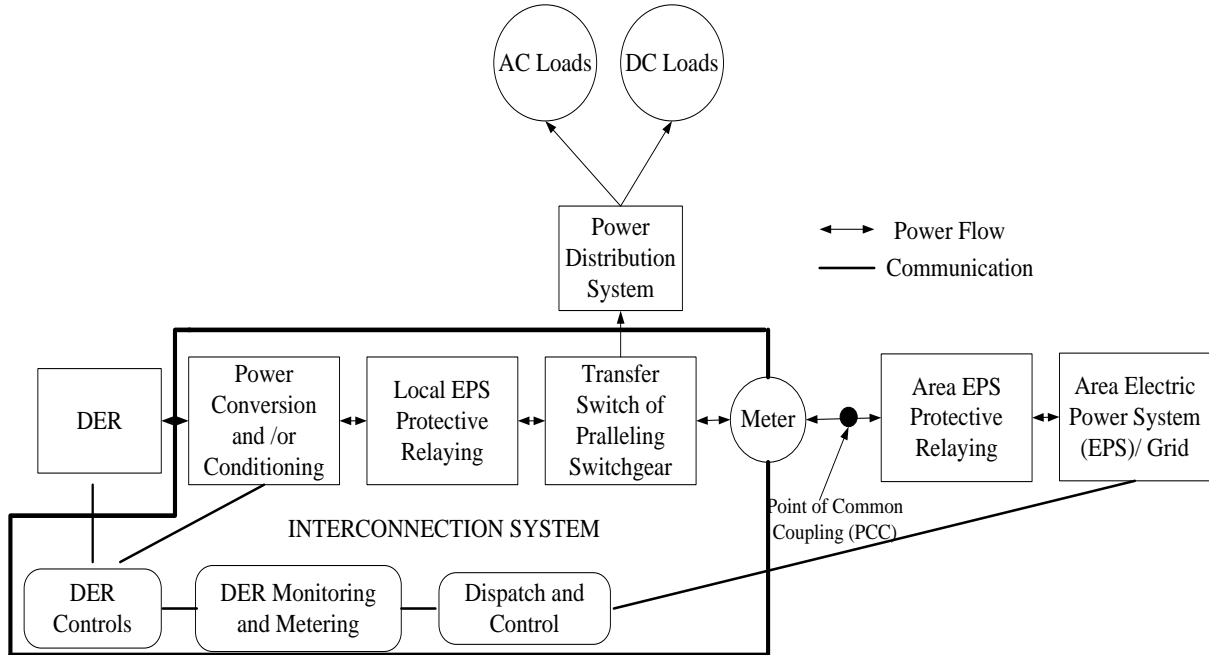 AC Loads
DC Loads
Power
Distribution
System
Power Flow
Communication
DER
Power
Conversion
and /or
Conditioning
Local EPS
Protective
Relaying
Transfer
Switch of
Pralleling
Switchgear
Meter
Area EPS
Protective
Relaying
Area Electric
Power System
(EPS)/ Grid
Point of Common
Coupling (PCC)
INTERCONNECTION SYSTEM
DER
Controls
DER Monitoring
and Metering
Dispatch and
Control